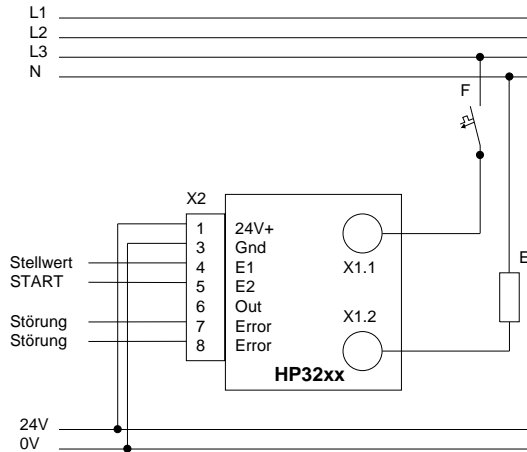 L1
L2
L3
N
F
X2
1 24V+
3 Gnd
Stellwert 4 E1
START 5 E2
6 Out
Störung 7 Error
Störung 8 Error
X1.1
X1.2
E
HP32xx
24V
0V